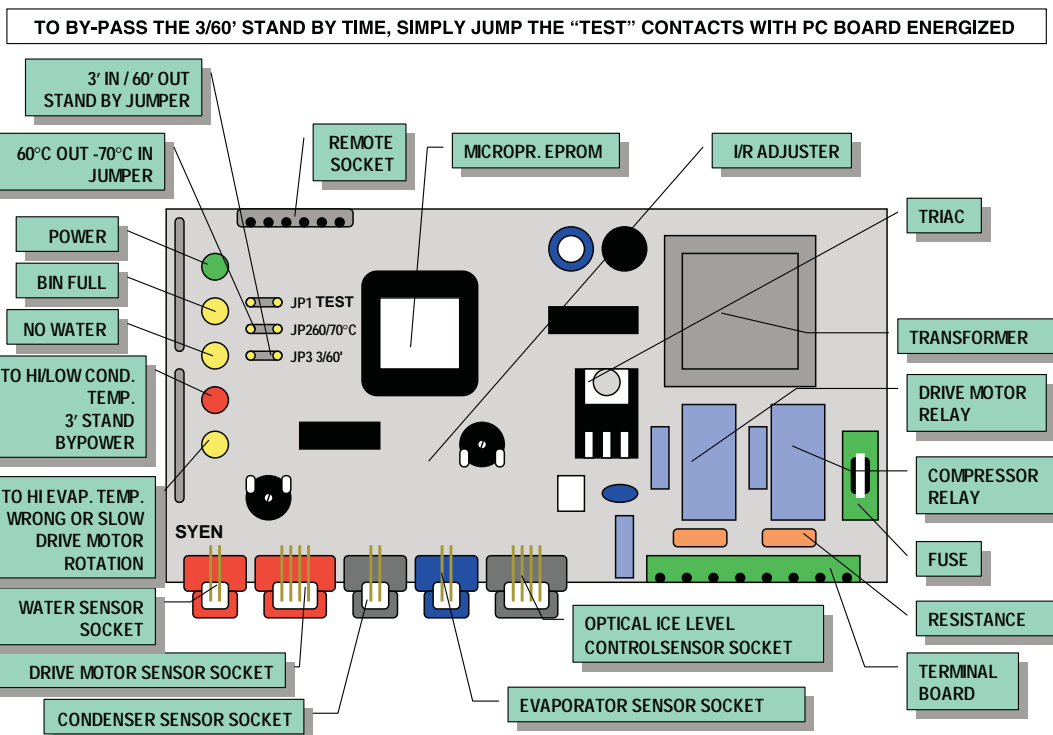 TO BY-PASS THE 3/60' STAND BY TIME, SIMPLY JUMP THE “TEST” CONTACTS WITH PC BOARD ENERGIZED
3' IN / 60' OUT
STAND BY JUMPER
60°C OUT -70°C IN
JUMPER
REMOTE
SOCKET
MICROPR. EPROM
I/R ADJUSTER
TRIAC
POWER
BIN FULL
NO WATER
TO HI/LOW COND.
TEMP.
3' STAND
BYPOWER
TO HI EVAP. TEMP.
WRONG OR SLOW
DRIVE MOTOR
ROTATION
JP1 TEST
JP260/70°C
JP3 3/60'
SYEN
TRANSFORMER
DRIVE MOTOR
RELAY
COMPRESSOR
RELAY
FUSE
RESISTANCE
TERMINAL
BOARD
WATER SENSOR
SOCKET
DRIVE MOTOR SENSOR SOCKET
CONDENSER SENSOR SOCKET
OPTICAL ICE LEVEL
CONTROLSENSOR SOCKET
EVAPORATOR SENSOR SOCKET